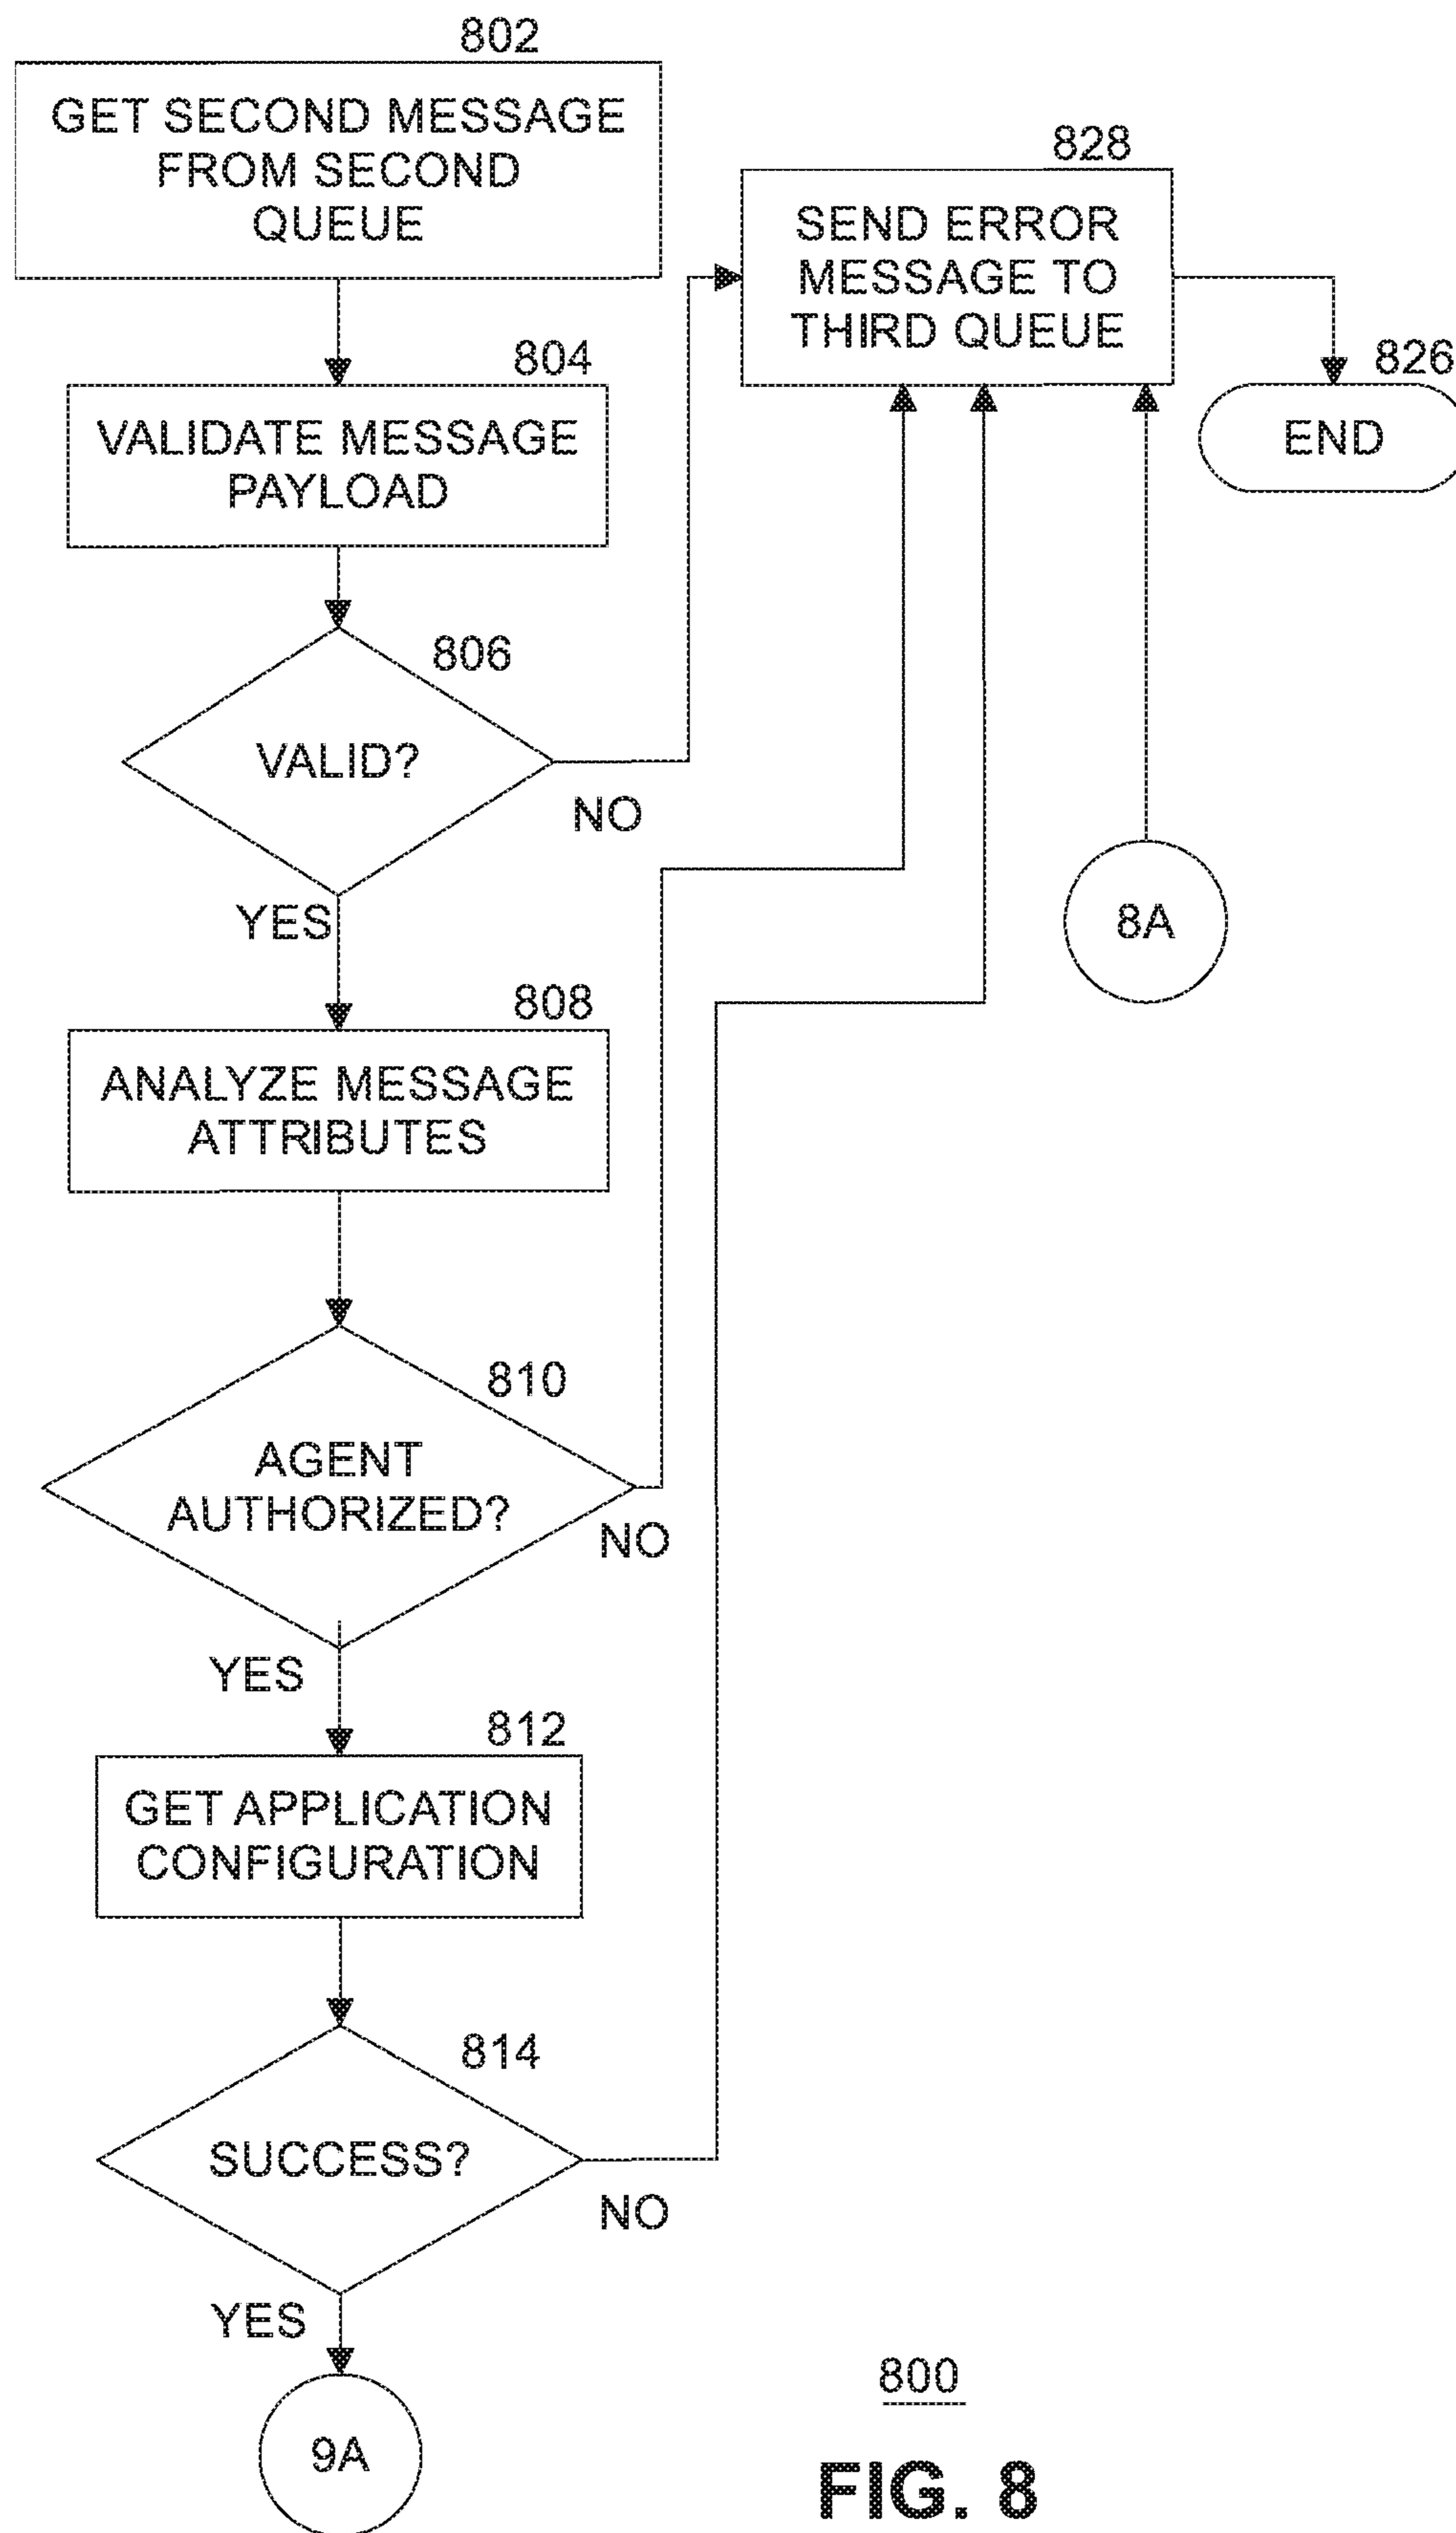 802
GET SECOND MESSAGE
FROM SECOND
QUEUE
828
SEND ERROR
MESSAGE TO
THIRD QUEUE
804
VALIDATE MESSAGE
PAYLOAD
826
END
806
VALID?
NO
YES
8A
808
ANALYZE MESSAGE
ATTRIBUTES
810
AGENT
AUTHORIZED?
NO
YES
812
GET APPLICATION
CONFIGURATION
814
SUCCESS?
NO
YES
9A
800
FIG. 8